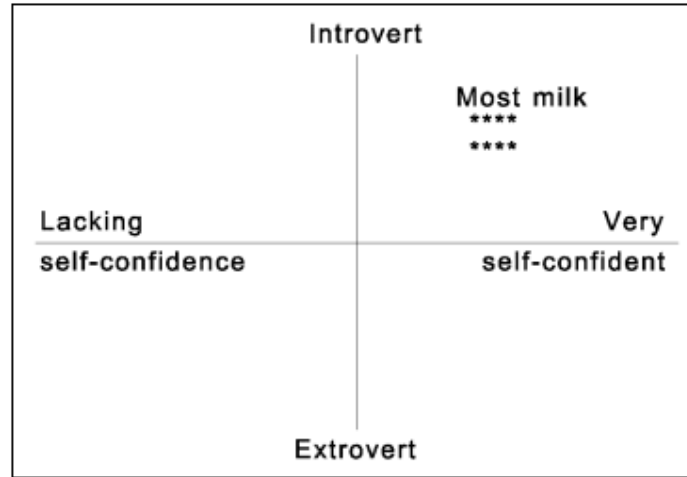 Introvert
Most milk
****
****
Lacking
Very
self-confidence
self-confident
Extrovert